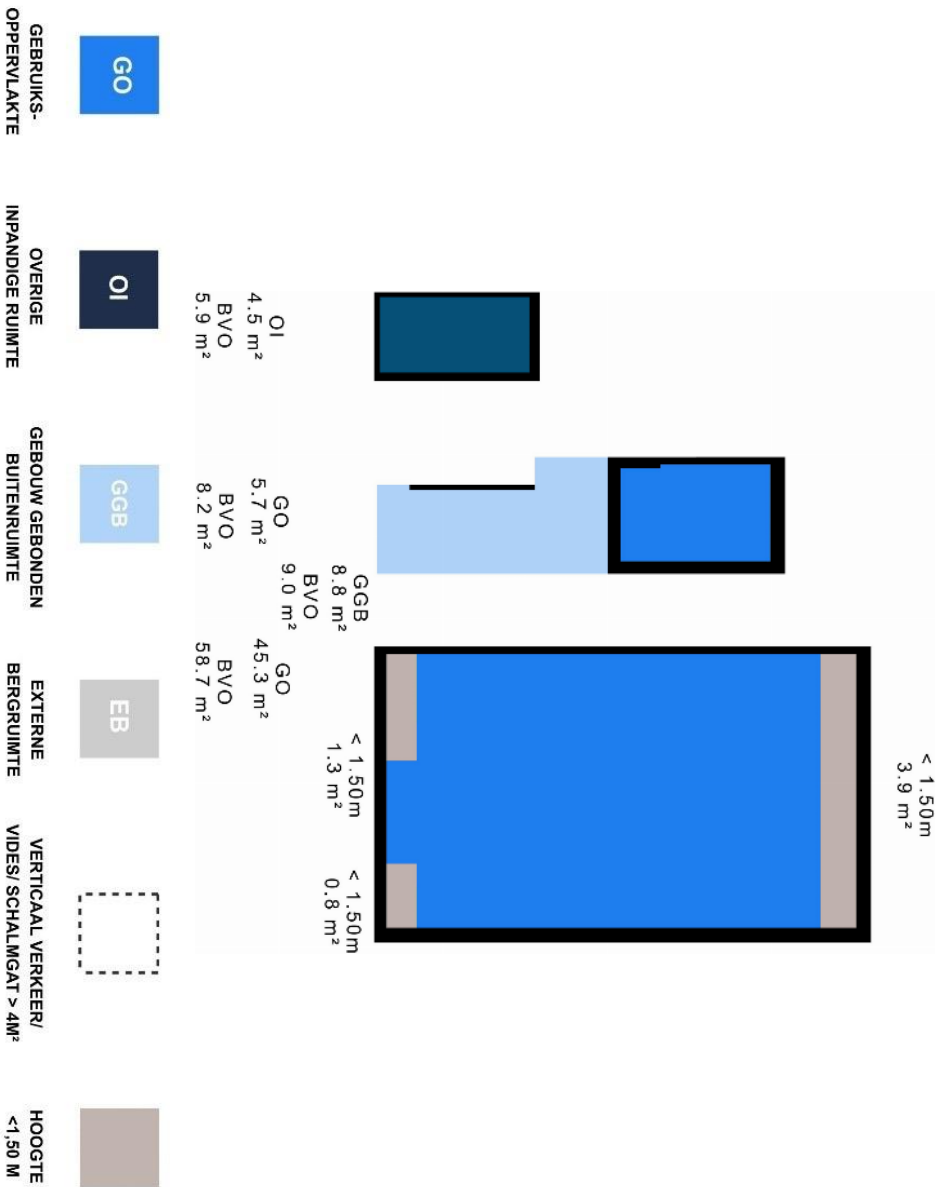 < 1.50m
3.9 m²
< 1.50m
1.3 m²
< 1.50m
0.8 m²
OI
4.5 m²
BVO
5.9 m²
GO
5.7 m²
BVO
8.2 m²
GGB
8.8 m²
BVO
9.0 m²
GO
45.3 m²
BVO
58.7 m²
GO
GEBRUIKS-
OPPERVLAKTE
OI
OVERIGE
INPANDIGE RUIMTE
GGB
GEBOUW GEBONDEN
BUITENRUIMTE
EB
EXTERNE
BERGRUIMTE
VERTICAAL VERKEER/
VIDES/ SCHALMGAT > 4M²
HOOGTE
<1,50 M